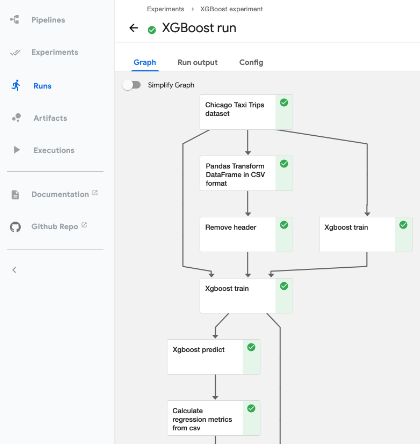 Experiments › XGBoost experiment
XGBoost run
Pipelines
Experiments
Runs
Artifacts
Executions
Documentation
Github Repo
Graph Run output Config
Simplify Graph
Chicago Taxi Trips
dataset
Pandas Transform
DataFrame in CSV
format
Remove header
Xgboost train
Xgboost train
Xgboost predict
Calculate
regression metrics
from csv